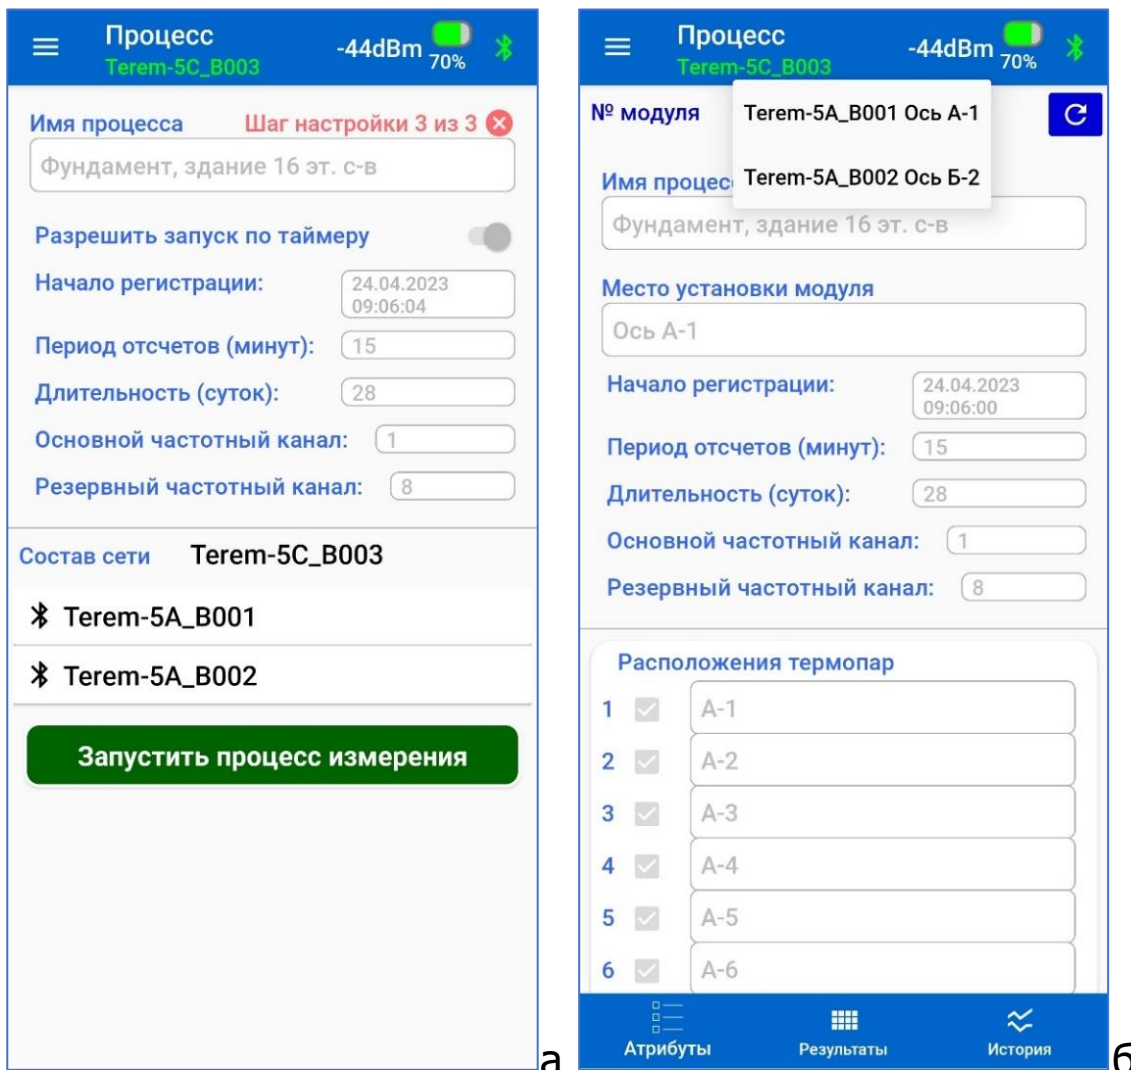 Процесс
Terem-5C_B003
-44dBm
70%
Имя процесса Шаг настройки 3 из 3
Фундамент, здание 16 эт. с-в
Разрешить запуск по таймеру
Начало регистрации: 24.04.2023
09:06:04
Период отсчетов (минут): 15
Длительность (суток): 28
Основной частотный канал: 1
Резервный частотный канал: 8
Состав сети Terem-5C_B003
Terem-5A_B001
Terem-5A_B002
Запустить процесс измерения
а
Процесс
Terem-5C_B003
-44dBm
70%
№ модуля
Terem-5A_B001 Ось А-1
Terem-5A_B002 Ось Б-2
Имя процес
Фундамент, здание 16 эт. с-в
Место установки модуля
Ось А-1
Начало регистрации: 24.04.2023
09:06:00
Период отсчетов (минут): 15
Длительность (суток): 28
Основной частотный канал: 1
Резервный частотный канал: 8
Расположения термопар
1 А-1
2 А-2
3 А-3
4 А-4
5 А-5
6 А-6
Атрибуты Результаты История
б